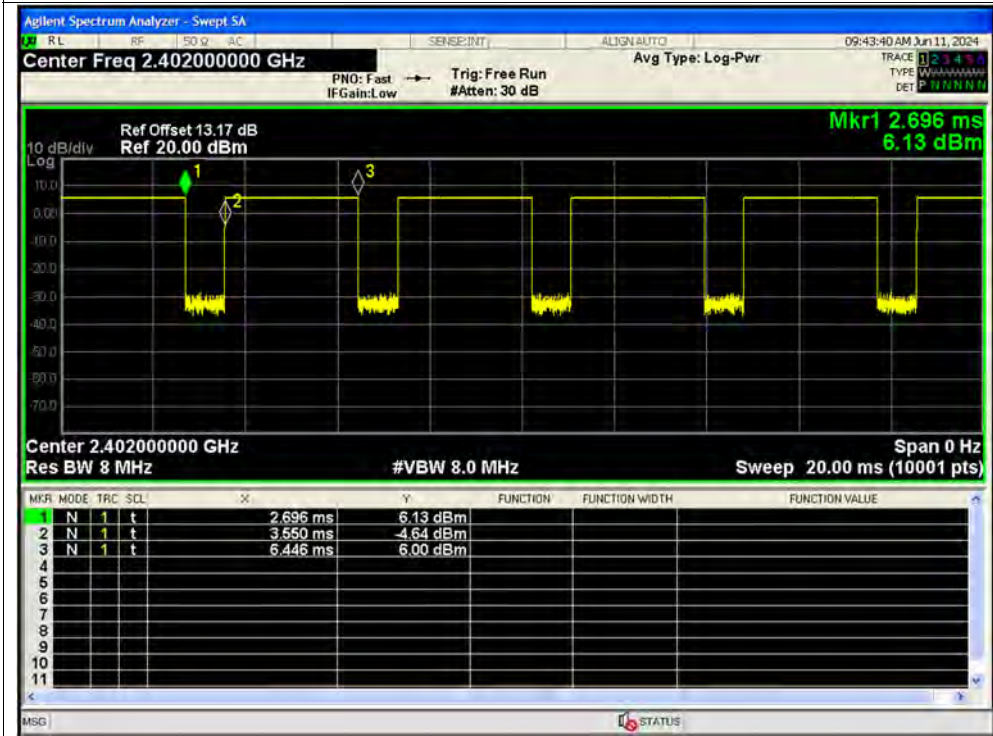 Agilent Spectrum Analyzer - Swept SA
RL RF 50 Ω AC SENSE:INT ALIGN AUTO 09:43:40 AM Jun 11, 2024
Center Freq 2.402000000 GHz Avg Type: Log-Pwr TRACE 1 2 3 4 5 6
PNO: Fast Trig: Free Run TYPE W
IFGain:Low #Atten: 30 dB DET P N N N N N
Mkr1 2.696 ms
Ref Offset 13.17 dB
10 dB/div Ref 20.00 dBm 6.13 dBm
Log
1 3
10.0
2
0.00
-10.0
-20.0
-30.0
-40.0
-50.0
-60.0
-70.0
Center 2.402000000 GHz Span 0 Hz
Res BW 8 MHz #VBW 8.0 MHz Sweep 20.00 ms (10001 pts)
MKR MODE TRC SCL X Y FUNCTION FUNCTION WIDTH FUNCTION VALUE
1 N 1 t 2.696 ms 6.13 dBm
2 N 1 t 3.550 ms -4.64 dBm
3 N 1 t 6.446 ms 6.00 dBm
4
5
6
7
8
9
10
11
MSG STATUS